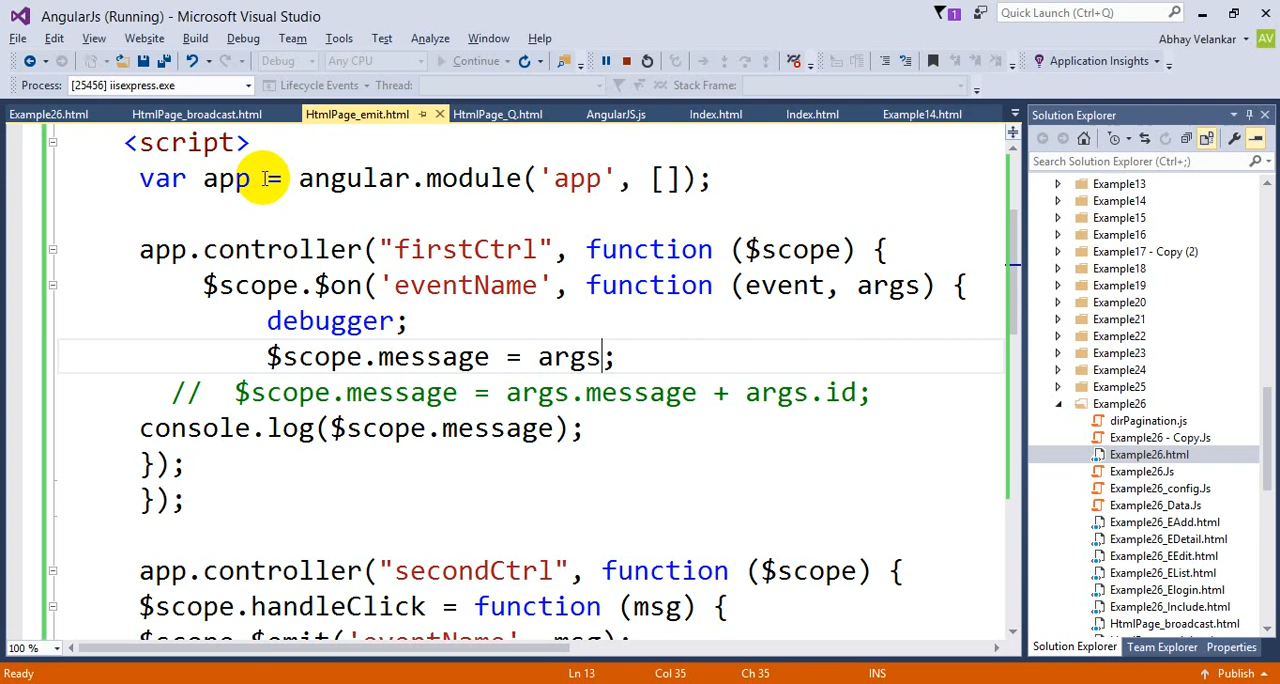 AngularJs (Running) - Microsoft Visual Studio
1
Quick Launch (Ctrl+Q)
File Edit View Website Build Debug Team Tools Test Analyze Window Help
Abhay Velankar AV
Debug Any CPU Continue Application Insights
Process: [25456] iisexpress.exe Lifecycle Events Thread: Stack Frame:
Example26.html HtmlPage_broadcast.html HtmlPage_emit.html HtmlPage_Q.html AngularJS.js Index.html Index.html Example14.html
<script>
var app = angular.module('app', []);
app.controller("firstCtrl", function ($scope) {
$scope.$on('eventName', function (event, args) {
debugger;
$scope.message = args;
// $scope.message = args.message + args.id;
console.log($scope.message);
});
});
app.controller("secondCtrl", function ($scope) {
$scope.handleClick = function (msg) {
$scope.$emit('eventName', msg);
100 %
Solution Explorer
Search Solution Explorer (Ctrl+;)
Example13
Example14
Example15
Example16
Example17 - Copy (2)
Example18
Example19
Example20
Example21
Example22
Example23
Example24
Example25
Example26
dirPagination.js
Example26 - Copy.Js
Example26.html
Example26.Js
Example26_config.Js
Example26_Data.Js
Example26_EAdd.html
Example26_EDetail.html
Example26_EEdit.html
Example26_EList.html
Example26_Elogin.html
Example26_Include.html
HtmlPage_broadcast.html
Solution Explorer Team Explorer Properties
Ready Ln 13 Col 35 Ch 35 INS Publish